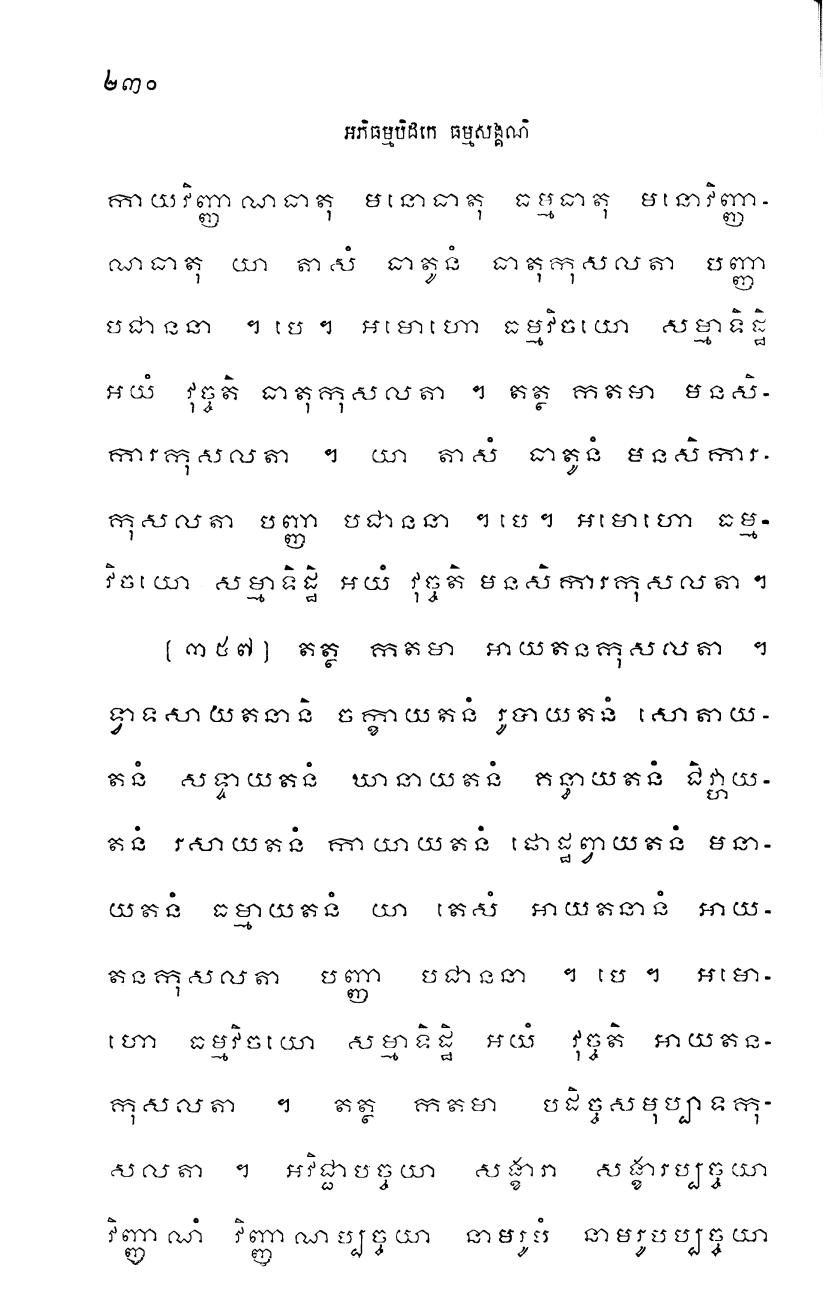 ២៣០
អភិធម្មបិដកេ ធម្មសង្គណិ
កាយវិញ្ញាណធាតុ មនោធាតុ ធម្មធាតុ មនោវិញ្ញា-
ណធាតុ យា តាសំ ធាតូនំ ធាតុកុសលតា បញ្ញា
បជាននា ។ បេ ។ អមោហោ ធម្មវិចយោ សម្មាទិដ្ឋិ
អយំ វុច្ចតិ ធាតុកុសលតា ។ តត្ថ កតមា មនសិ-
ការកុសលតា ។ យា តាសំ ធាតូនំ មនសិការ-
កុសលតា បញ្ញា បជាននា ។ បេ ។ អមោហោ ធម្ម-
វិចយោ សម្មាទិដ្ឋិ អយំ វុច្ចតិ មនសិការកុសលតា ។
[៣៥៧] តត្ថ កតមា អាយតនកុសលតា ។
ទ្វាទសាយតនានិ ចក្ខាយតនំ រូបាយតនំ សោតាយ-
តនំ សទ្ទាយតនំ ឃានាយតនំ គន្ធាយតនំ ជិវ្ហាយ-
តនំ រសាយតនំ កាយាយតនំ ផោដ្ឋព្វាយតនំ មនា-
យតនំ ធម្មាយតនំ យា តេសំ អាយតនានំ អាយ-
តនកុសលតា បញ្ញា បជាននា ។ បេ ។ អមោ-
ហោ ធម្មវិចយោ សម្មាទិដ្ឋិ អយំ វុច្ចតិ អាយតន-
កុសលតា ។ តត្ថ កតមា បដិច្ចសមុប្បាទកុ-
សលតា ។ អវិជ្ជាបច្ចយា សង្ខារា សង្ខារប្បច្ចយា
វិញ្ញាណំ វិញ្ញាណប្បច្ចយា នាមរូបំ នាមរូបប្បច្ចយា